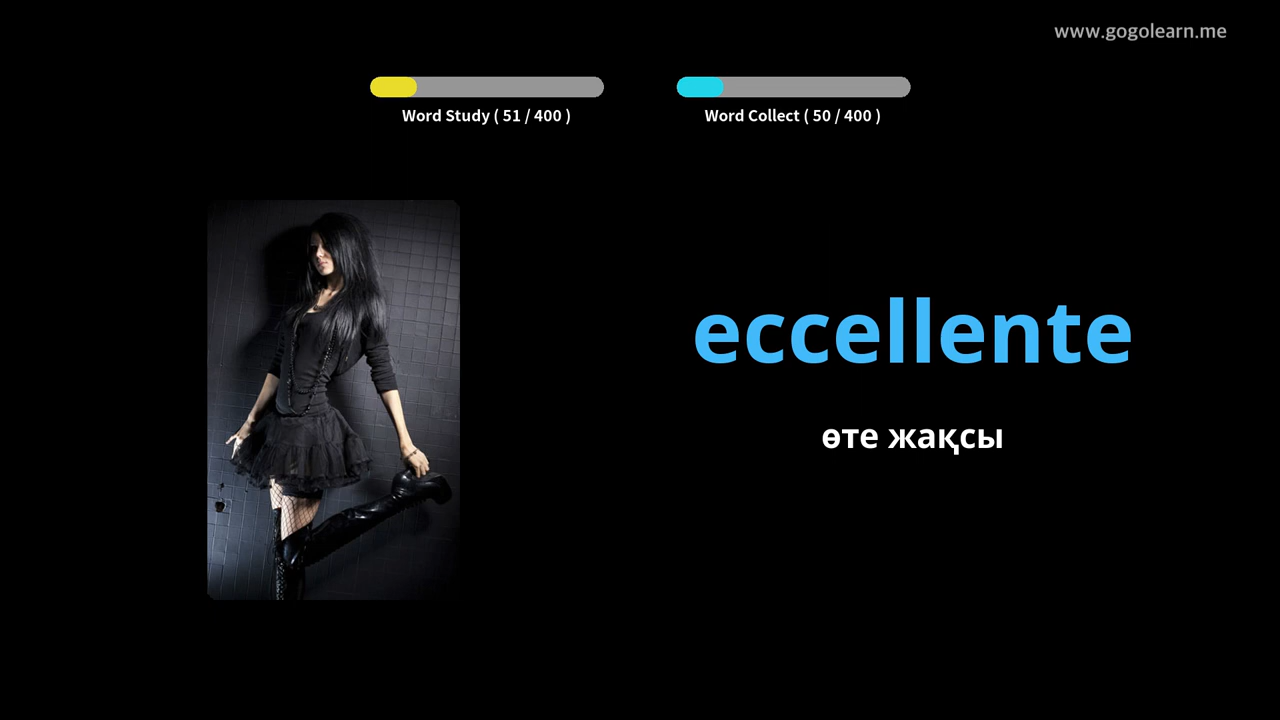 www.gogolearn.me
Word Study ( 51 / 400 )
Word Collect ( 50 / 400 )
eccellente
өте жақсы